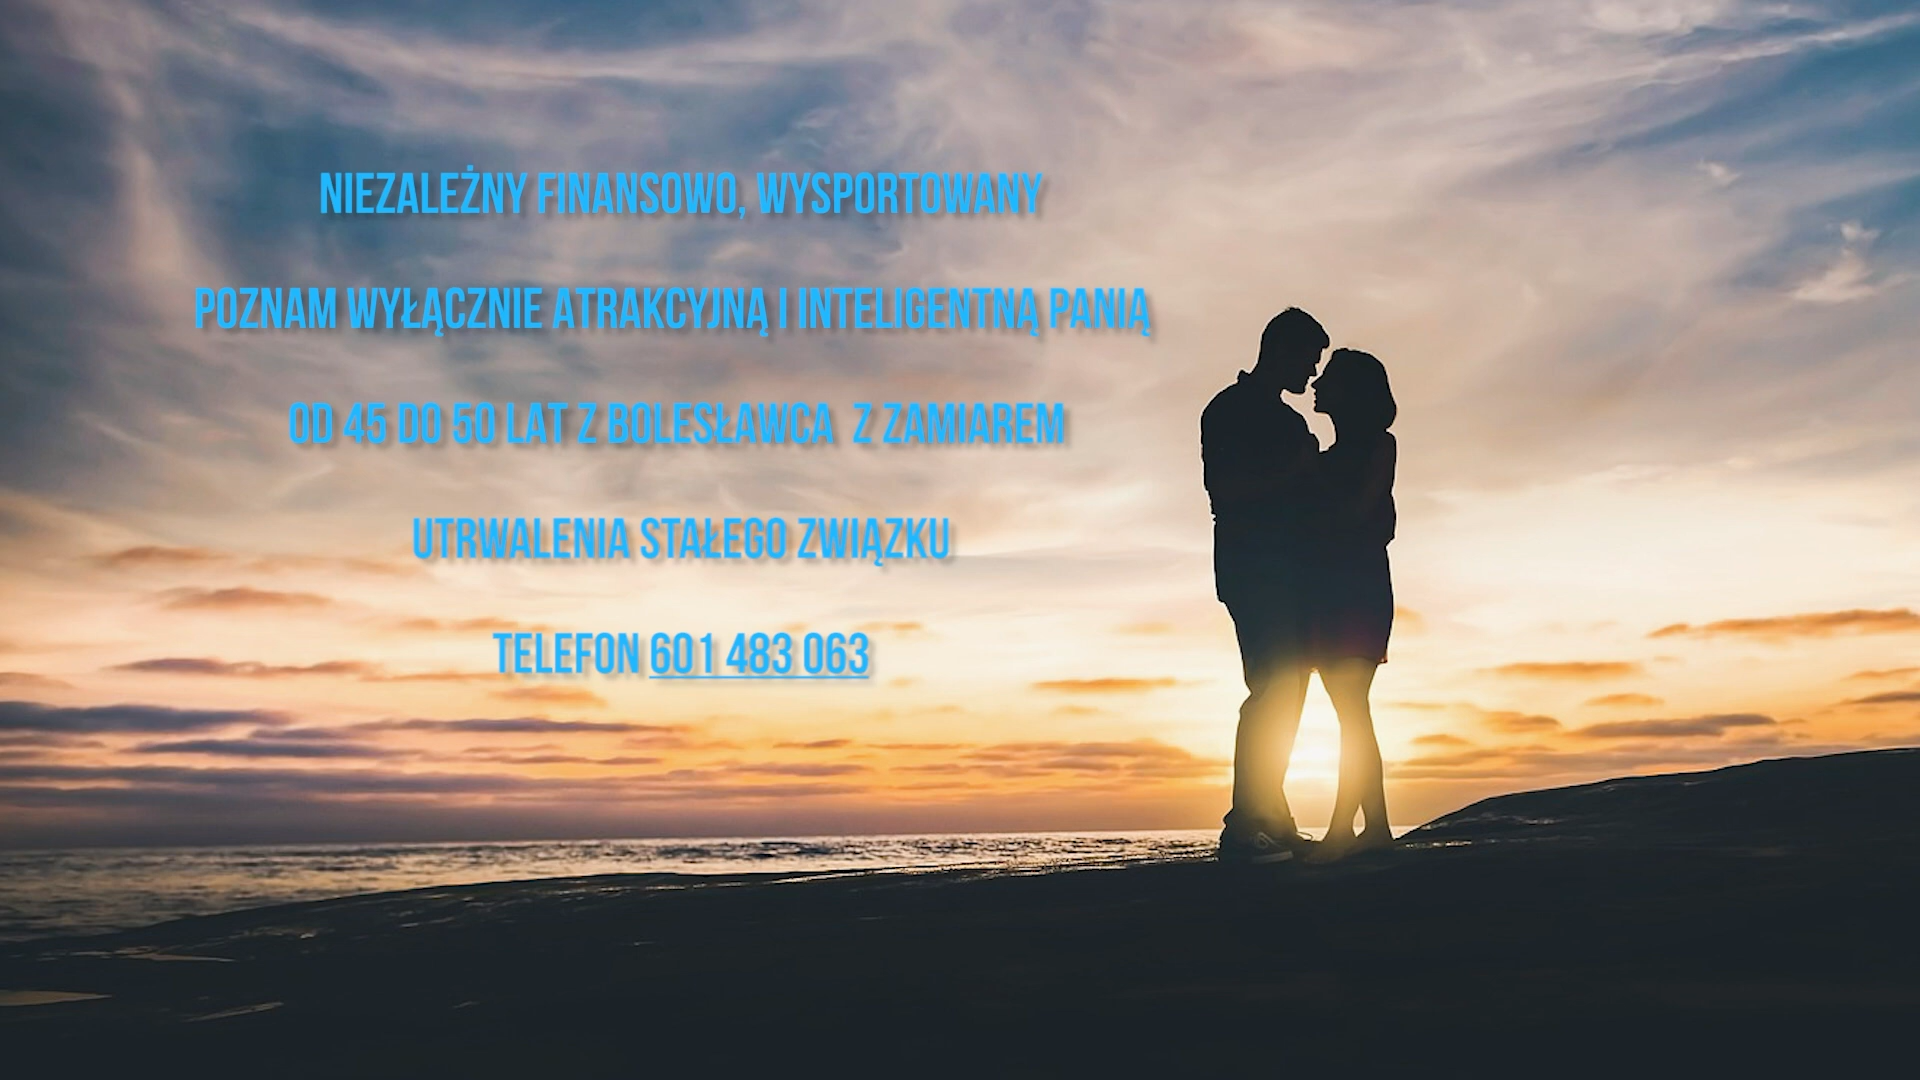 NIEZALEŻNY FINANSOWO, WYSPORTOWANY
POZNAM WYŁĄCZNIE ATRAKCYJNĄ I INTELIGENTNĄ PANIĄ
OD 45 DO 50 LAT Z BOLESŁAWCA Z ZAMIAREM
UTRWALENIA STAŁEGO ZWIĄZKU
TELEFON 601 483 063